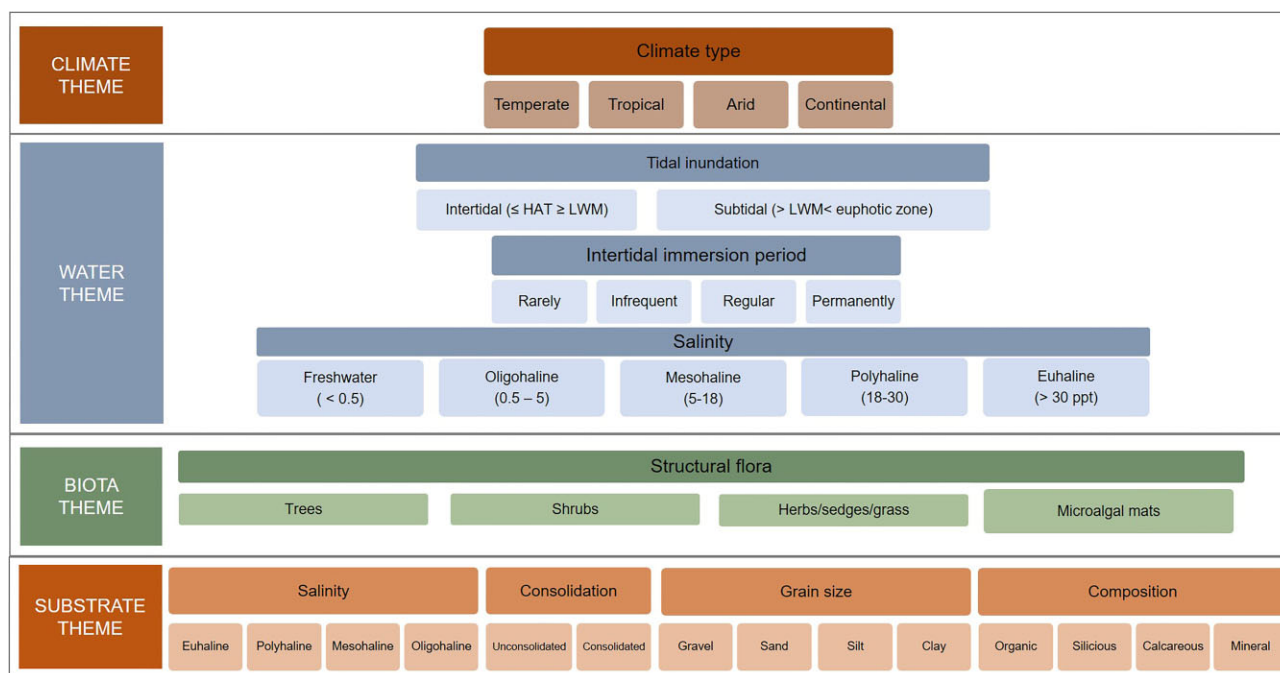 CLIMATE
THEME
Climate type
Temperate
Tropical
Arid
Continental
WATER
THEME
Tidal inundation
Intertidal (≤ HAT ≥ LWM)
Subtidal (> LWM< euphotic zone)
Intertidal immersion period
Rarely
Infrequent
Regular
Permanently
Salinity
Freshwater
( < 0.5)
Oligohaline
(0.5 – 5)
Mesohaline
(5-18)
Polyhaline
(18-30)
Euhaline
(> 30 ppt)
BIOTA
THEME
Structural flora
Trees
Shrubs
Herbs/sedges/grass
Microalgal mats
SUBSTRATE
THEME
Salinity
Consolidation
Grain size
Composition
Euhaline
Polyhaline
Mesohaline
Oligohaline
Unconsolidated
Consolidated
Gravel
Sand
Silt
Clay
Organic
Silicious
Calcareous
Mineral